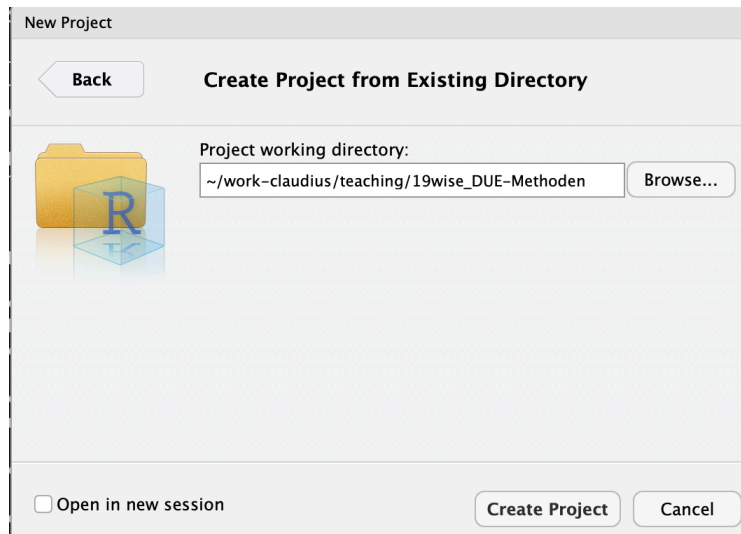 New Project
Back
Create Project from Existing Directory
Project working directory:
~/work-claudius/teaching/19wise_DUE-Methoden
Browse...
R
Open in new session
Create Project
Cancel